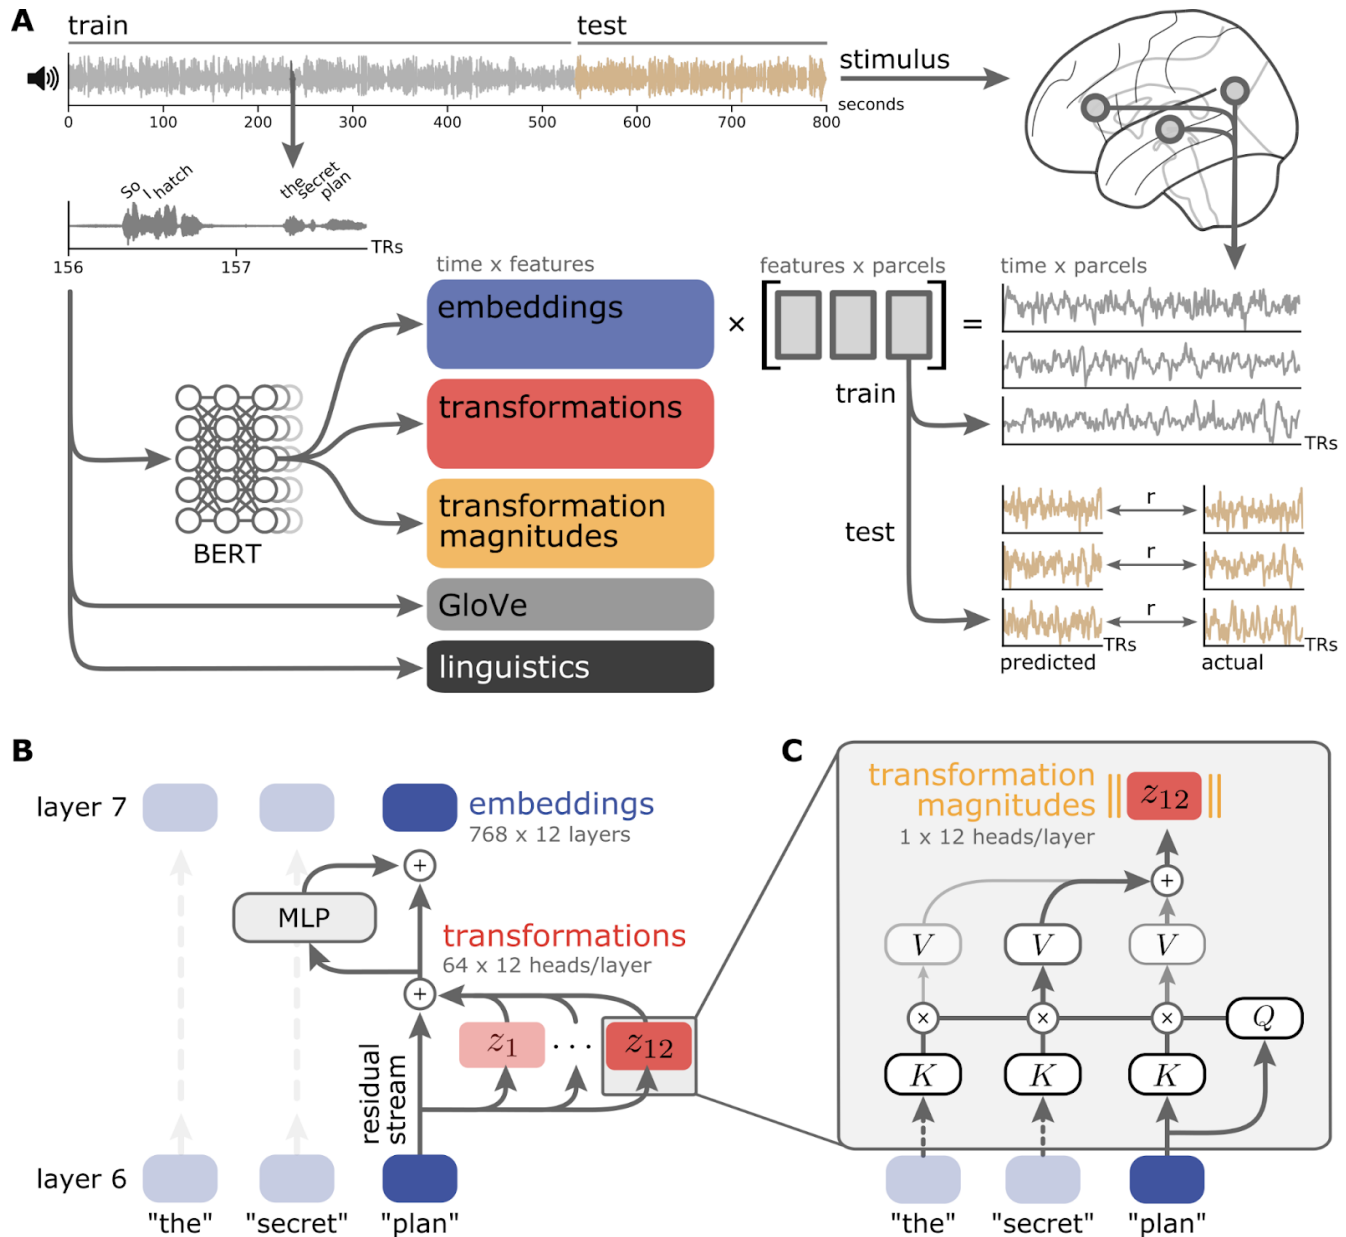 A
train
test
stimulus
seconds
0 100 200 300 400 500 600 700 800
So I hatch the secret plan
TRs
156 157
time x features
features x parcels
time x parcels
embeddings
×
=
transformations
train
TRs
transformation
magnitudes
BERT
test
r
r
r
GloVe
TRs
TRs
predicted
actual
linguistics
B
layer 7
embeddings
768 x 12 layers
+
MLP
transformations
64 x 12 heads/layer
+
z1 ... z12
residual
stream
layer 6
"the" "secret" "plan"
C
transformation
magnitudes
|| z12 ||
1 x 12 heads/layer
+
V V V
× × × Q
K K K
"the" "secret" "plan"